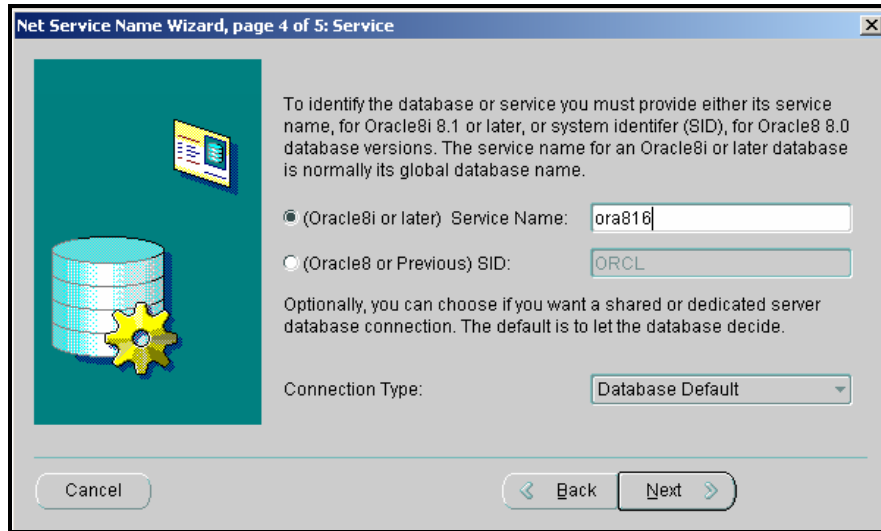 Net Service Name Wizard, page 4 of 5: Service
To identify the database or service you must provide either its service
name, for Oracle8i 8.1 or later, or system identifer (SID), for Oracle8 8.0
database versions. The service name for an Oracle8i or later database
is normally its global database name.
(Oracle8i or later) Service Name: ora816
(Oracle8 or Previous) SID: ORCL
Optionally, you can choose if you want a shared or dedicated server
database connection. The default is to let the database decide.
Connection Type: Database Default
Cancel Back Next